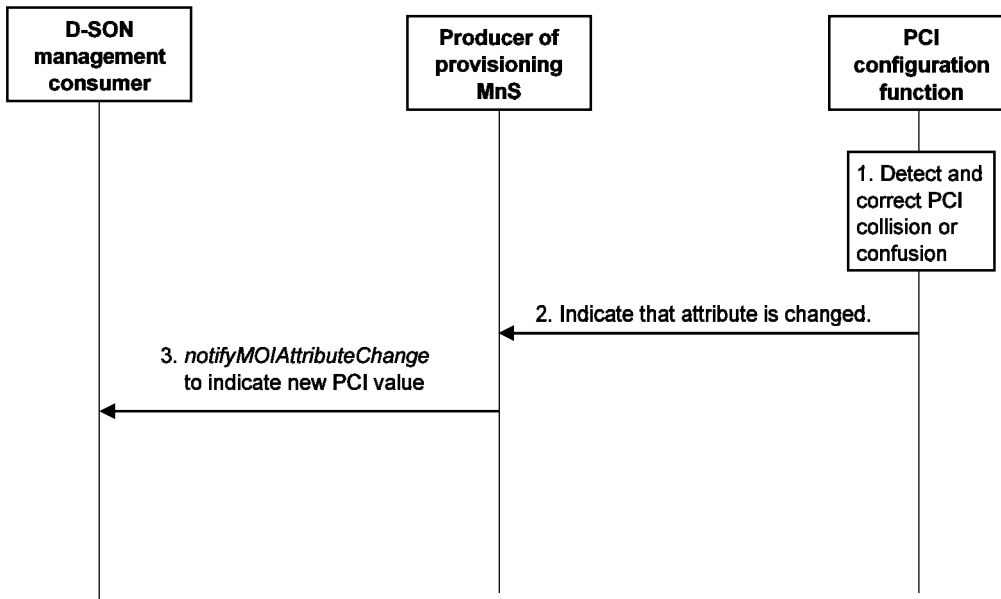 D-SON
management
consumer
Producer of
provisioning
MnS
PCI
configuration
function
1. Detect and
correct PCI
collision or
confusion
2. Indicate that attribute is changed.
3. notifyMOIAttributeChange
to indicate new PCI value